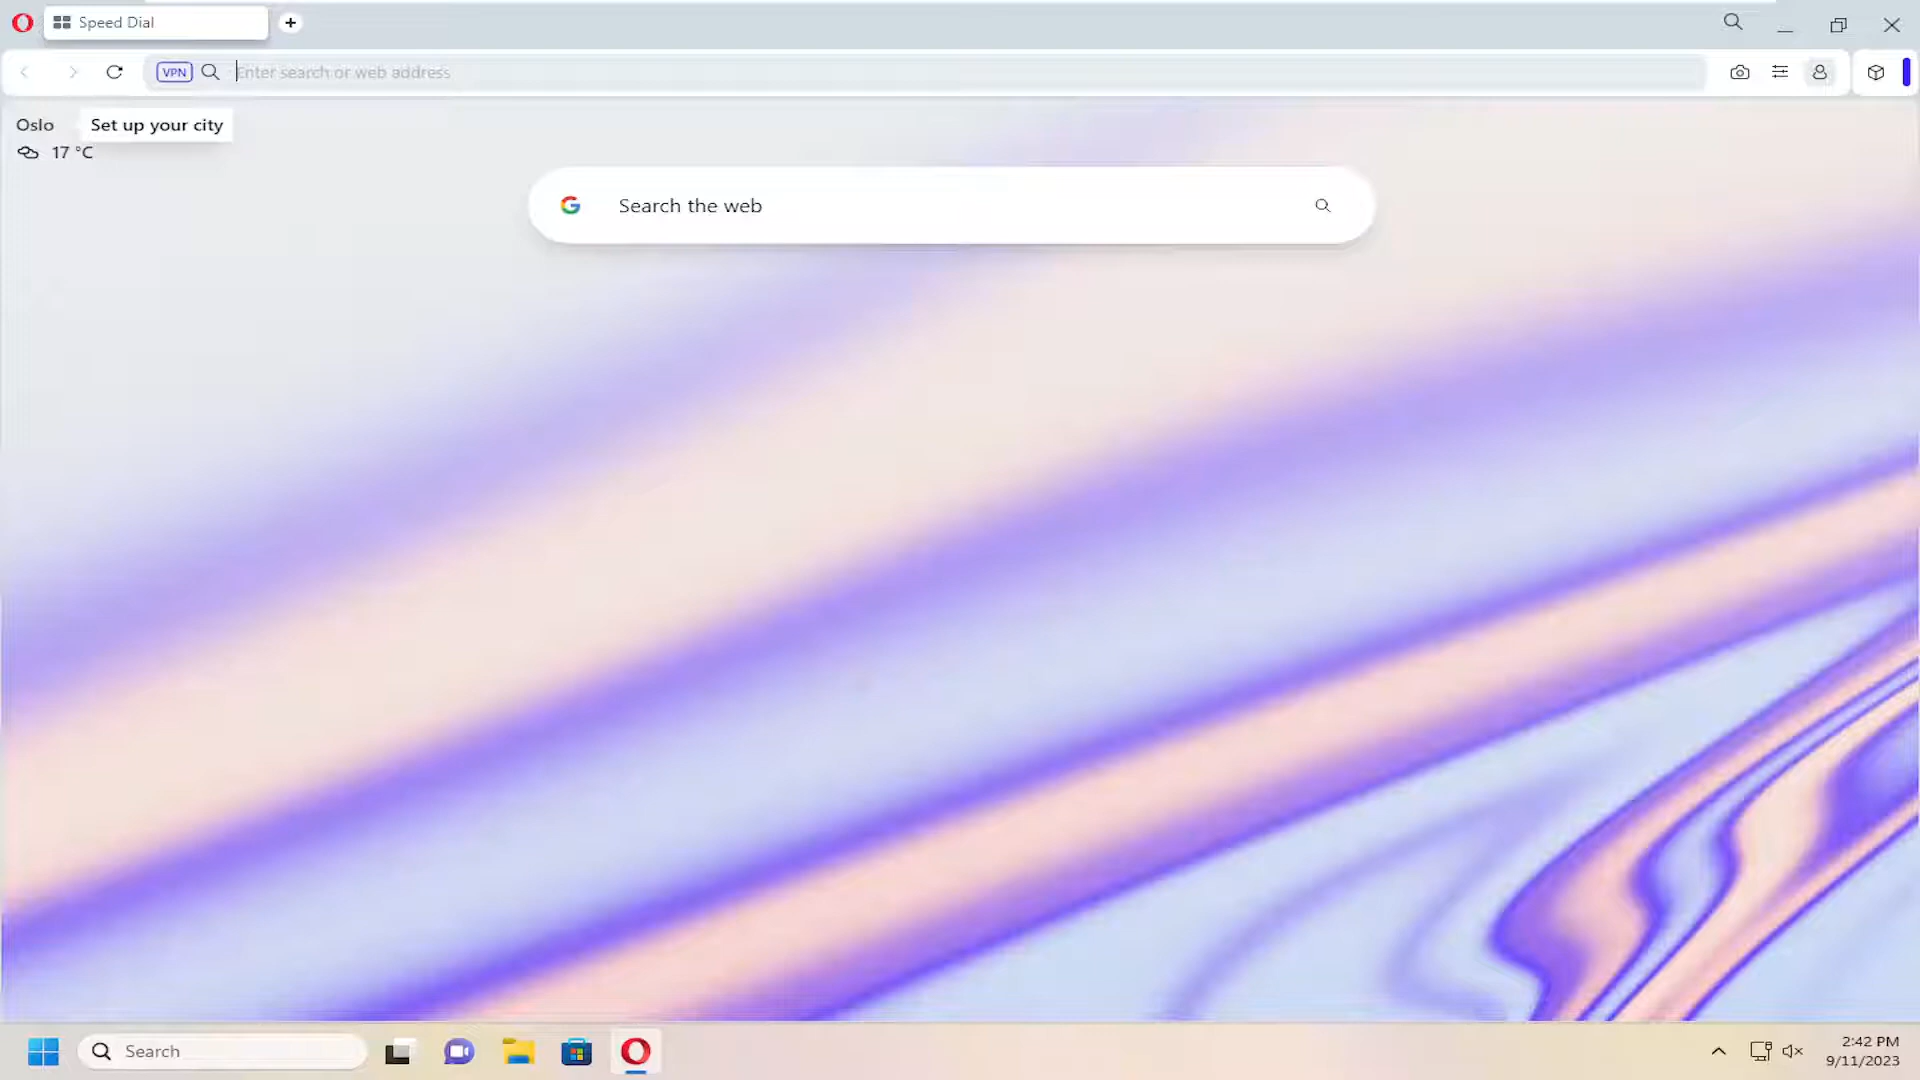 Speed Dial
VPN
Enter search or web address
Oslo
Set up your city
17 °C
Search the web
Search
2:42 PM
9/11/2023